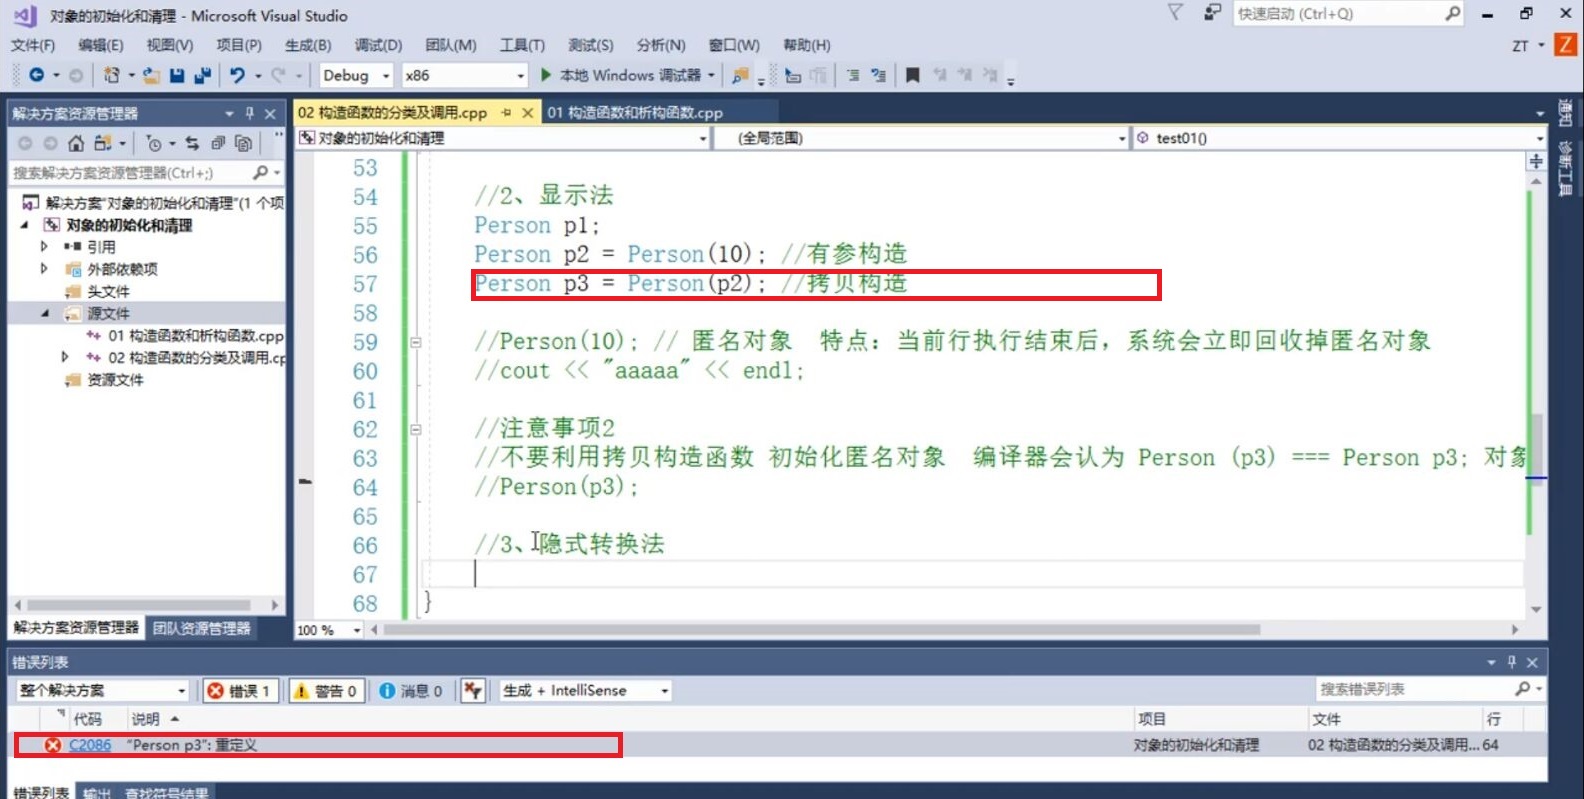 对象的初始化和清理 - Microsoft Visual Studio
快速启动 (Ctrl+Q)
文件(F) 编辑(E) 视图(V) 项目(P) 生成(B) 调试(D) 团队(M) 工具(T) 测试(S) 分析(N) 窗口(W) 帮助(H)
ZT Z
Debug x86 本地 Windows 调试器
解决方案资源管理器
搜索解决方案资源管理器(Ctrl+;)
解决方案"对象的初始化和清理"(1 个项
对象的初始化和清理
引用
外部依赖项
头文件
源文件
01 构造函数和析构函数.cpp
02 构造函数的分类及调用.cp
资源文件
解决方案资源管理器 团队资源管理器
02 构造函数的分类及调用.cpp 01 构造函数和析构函数.cpp
对象的初始化和清理 (全局范围) test01()
53
54 //2、显示法
55 Person p1;
56 Person p2 = Person(10); //有参构造
57 Person p3 = Person(p2); //拷贝构造
58
59 //Person(10); // 匿名对象 特点：当前行执行结束后，系统会立即回收掉匿名对象
60 //cout << "aaaaa" << endl;
61
62 //注意事项2
63 //不要利用拷贝构造函数 初始化匿名对象 编译器会认为 Person (p3) === Person p3; 对象
64 //Person(p3);
65
66 //3、隐式转换法
67
68 }
100 %
通知
诊断工具
错误列表
整个解决方案 错误 1 警告 0 消息 0 生成 + IntelliSense 搜索错误列表
代码 说明 项目 文件 行
C2086 "Person p3": 重定义 对象的初始化和清理 02 构造函数的分类及调用... 64
错误列表 输出 查找符号结果